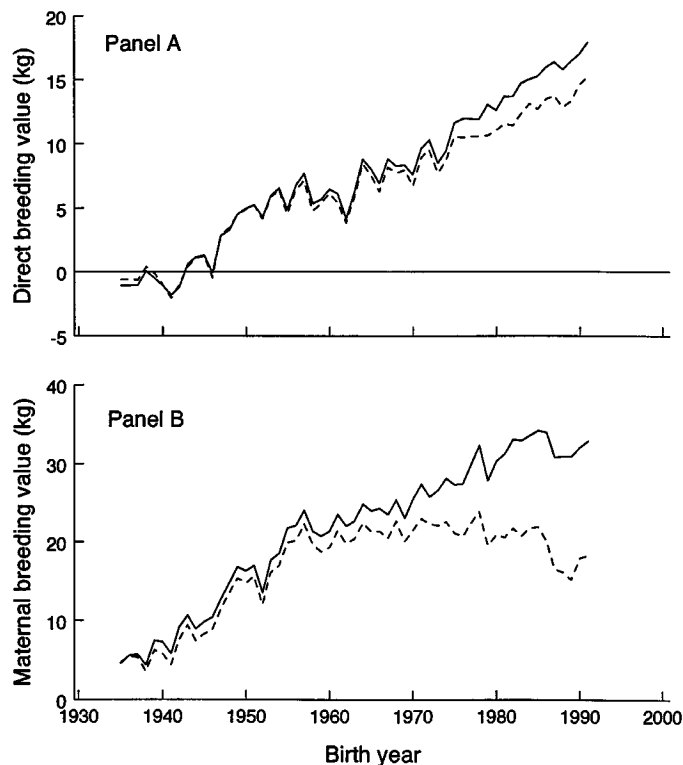 Panel A
Direct breeding value (kg)
20
15
10
5
0
-5
Panel B
Maternal breeding value (kg)
40
30
20
10
0
1930 1940 1950 1960 1970 1980 1990 2000
Birth year